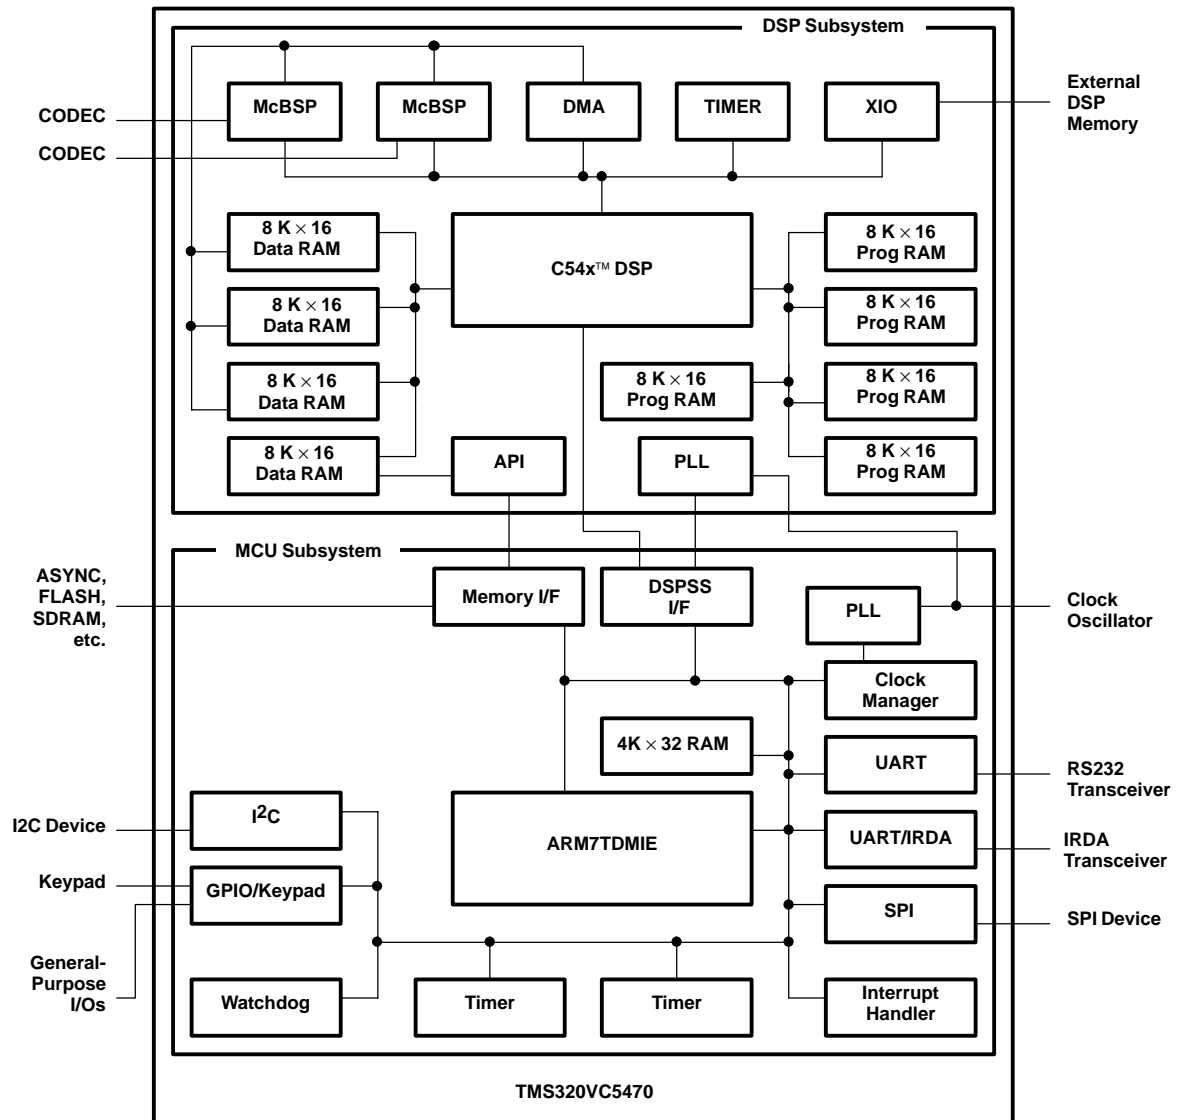 DSP Subsystem
McBSP
McBSP
DMA
TIMER
XIO
External
DSP
Memory
CODEC
CODEC
8 K × 16
Data RAM
C54x™ DSP
8 K × 16
Prog RAM
8 K × 16
Data RAM
8 K × 16
Prog RAM
8 K × 16
Data RAM
8 K × 16
Prog RAM
8 K × 16
Prog RAM
8 K × 16
Data RAM
API
PLL
8 K × 16
Prog RAM
MCU Subsystem
ASYNC,
FLASH,
SDRAM,
etc.
Memory I/F
DSPSS
I/F
PLL
Clock
Oscillator
Clock
Manager
4K × 32 RAM
UART
RS232
Transceiver
I2C Device
I²C
ARM7TDMIE
UART/IRDA
IRDA
Transceiver
Keypad
GPIO/Keypad
SPI
SPI Device
General-
Purpose
I/Os
Watchdog
Timer
Timer
Interrupt
Handler
TMS320VC5470